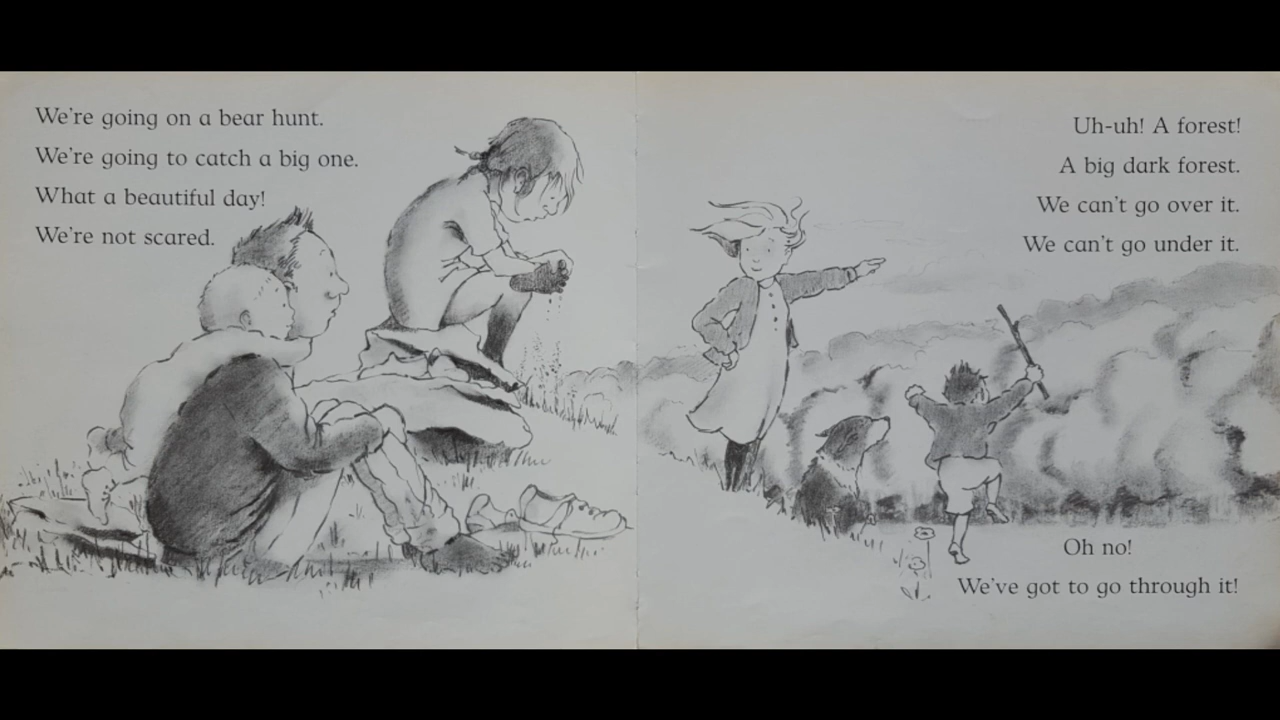 We're going on a bear hunt.
We're going to catch a big one.
What a beautiful day!
We're not scared.
Uh-uh! A forest!
A big dark forest.
We can't go over it.
We can't go under it.
Oh no!
We've got to go through it!